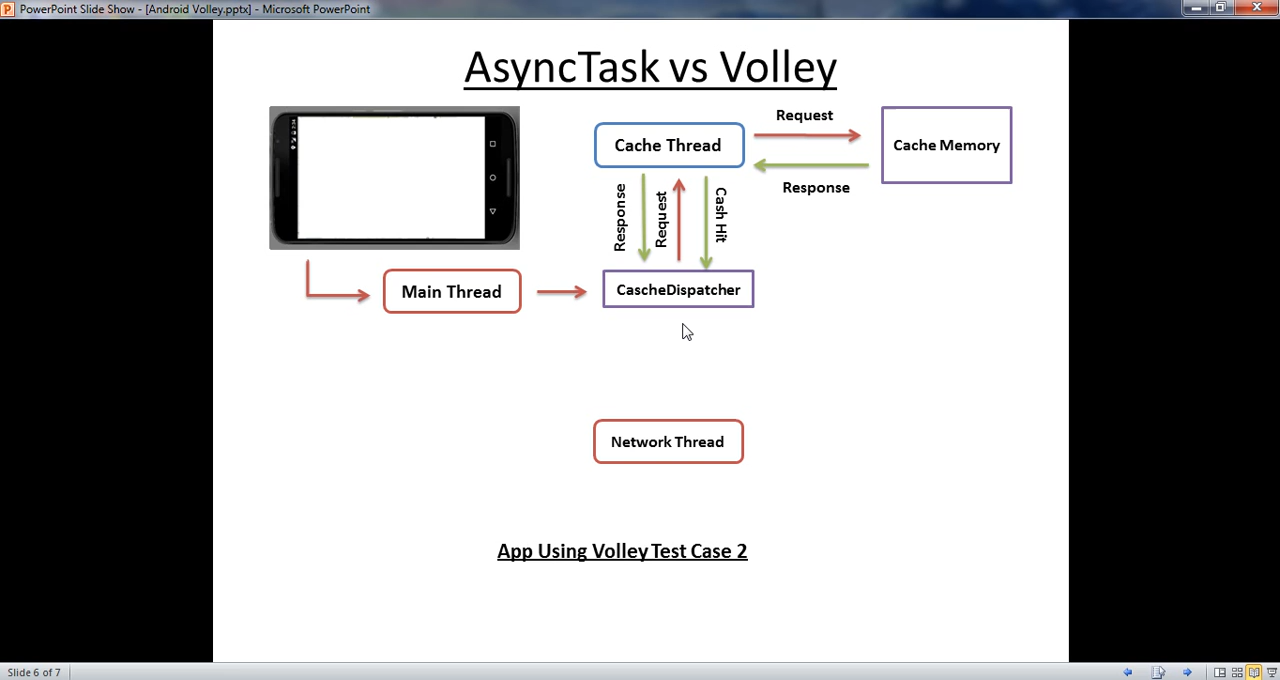 PowerPoint Slide Show - [Android Volley.pptx] - Microsoft PowerPoint
AsyncTask vs Volley
Request
Cache Thread
Cache Memory
Response
Response
Request
Cash Hit
Main Thread
CascheDispatcher
Network Thread
App Using Volley Test Case 2
Slide 6 of 7